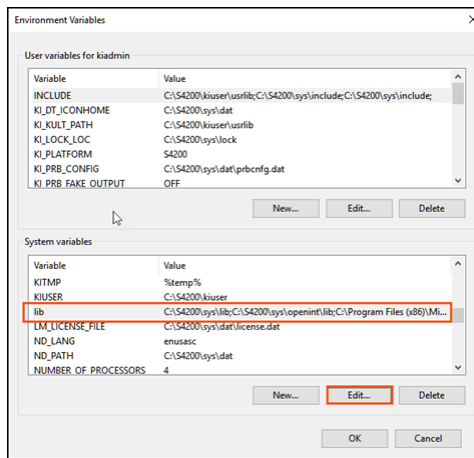 Environment Variables
User variables for kiadmin
Variable Value
INCLUDE C:\S4200\kiuser\usrlib;C:\S4200\sys\include;C:\S4200\sys\include;
KI_DT_ICONHOME C:\S4200\sys\dat
KI_KULT_PATH C:\S4200\kiuser\usrlib
KI_LOCK_LOC C:\S4200\sys\lock
KI_PLATFORM S4200
KI_PRB_CONFIG C:\S4200\sys\dat\prbcnfg.dat
KI_PRB_FAKE_OUTPUT OFF
New... Edit... Delete
System variables
Variable Value
KITMP %temp%
KIUSER C:\S4200\kiuser
lib C:\S4200\sys\lib;C:\S4200\sys\openint\lib;C:\Program Files (x86)\Mi...
LM_LICENSE_FILE C:\S4200\sys\dat\license.dat
ND_LANG enusasc
ND_PATH C:\S4200\sys\dat
NUMBER_OF_PROCESSORS 4
New... Edit... Delete
OK Cancel